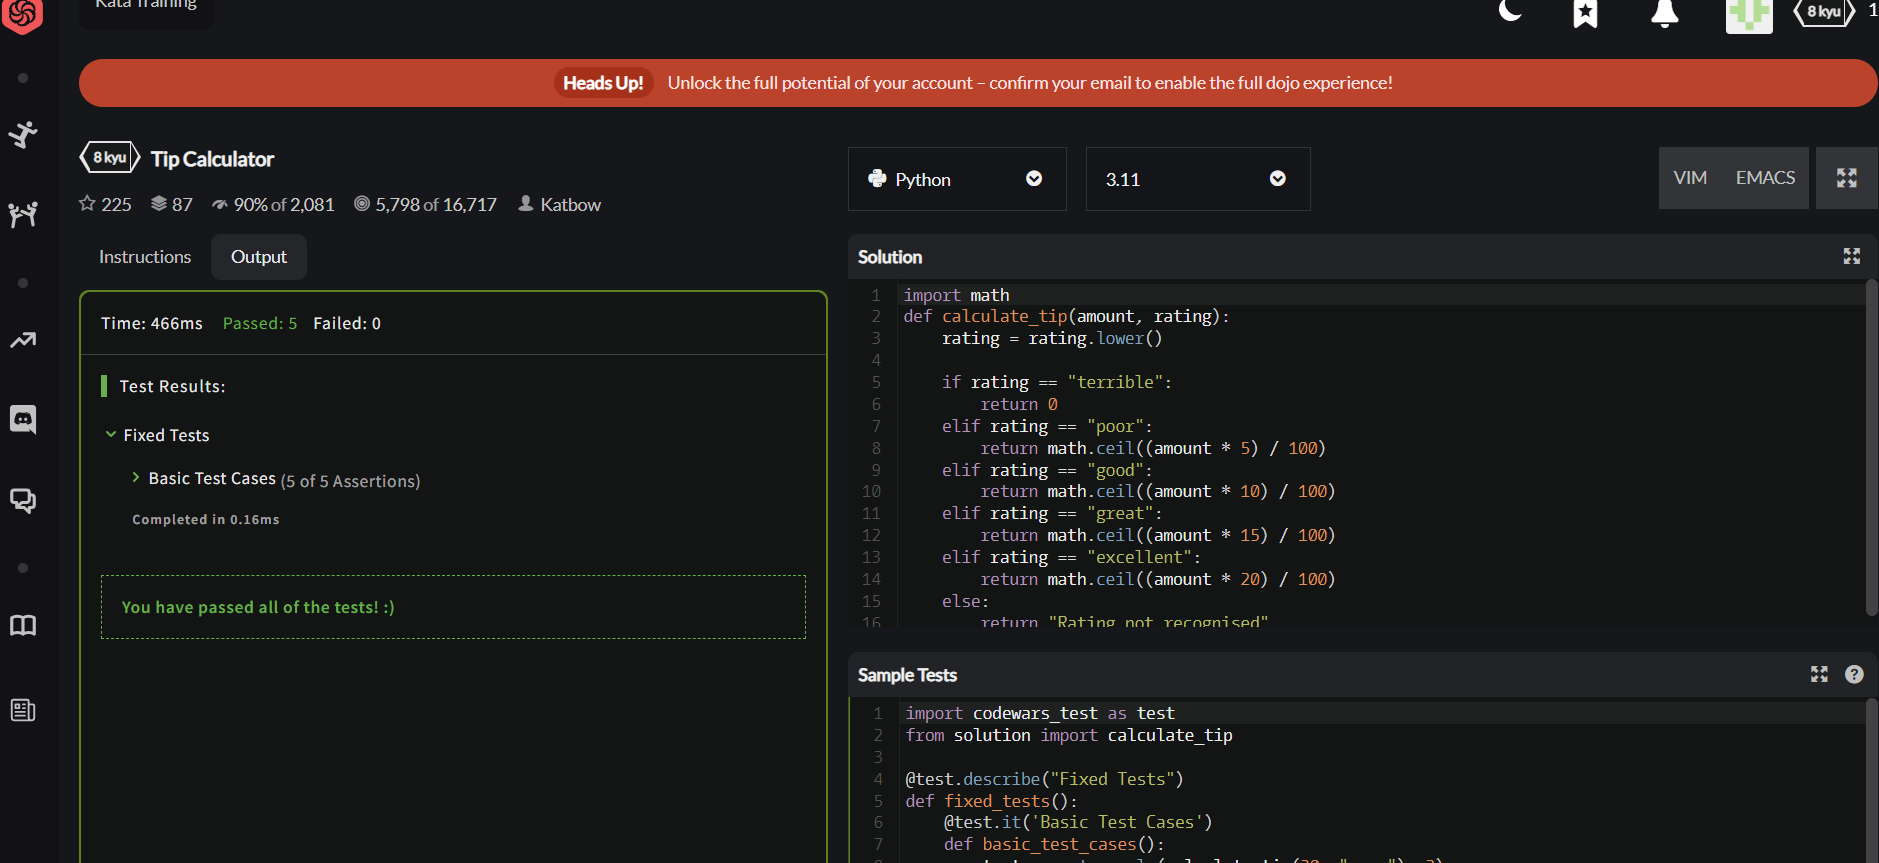 Kata Training
8 kyu
1
Heads Up! Unlock the full potential of your account – confirm your email to enable the full dojo experience!
8 kyu Tip Calculator
225 87 90% of 2,081 5,798 of 16,717 Katbow
Python
3.11
VIM EMACS
Instructions
Output
Time: 466ms Passed: 5 Failed: 0
Test Results:
Fixed Tests
Basic Test Cases (5 of 5 Assertions)
Completed in 0.16ms
You have passed all of the tests! :)
Solution
1 import math
2 def calculate_tip(amount, rating):
3     rating = rating.lower()
4
5     if rating == "terrible":
6         return 0
7     elif rating == "poor":
8         return math.ceil((amount * 5) / 100)
9     elif rating == "good":
10         return math.ceil((amount * 10) / 100)
11     elif rating == "great":
12         return math.ceil((amount * 15) / 100)
13     elif rating == "excellent":
14         return math.ceil((amount * 20) / 100)
15     else:
16         return "Rating not recognised"
Sample Tests
1 import codewars_test as test
2 from solution import calculate_tip
3
4 @test.describe("Fixed Tests")
5 def fixed_tests():
6     @test.it('Basic Test Cases')
7     def basic_test_cases():